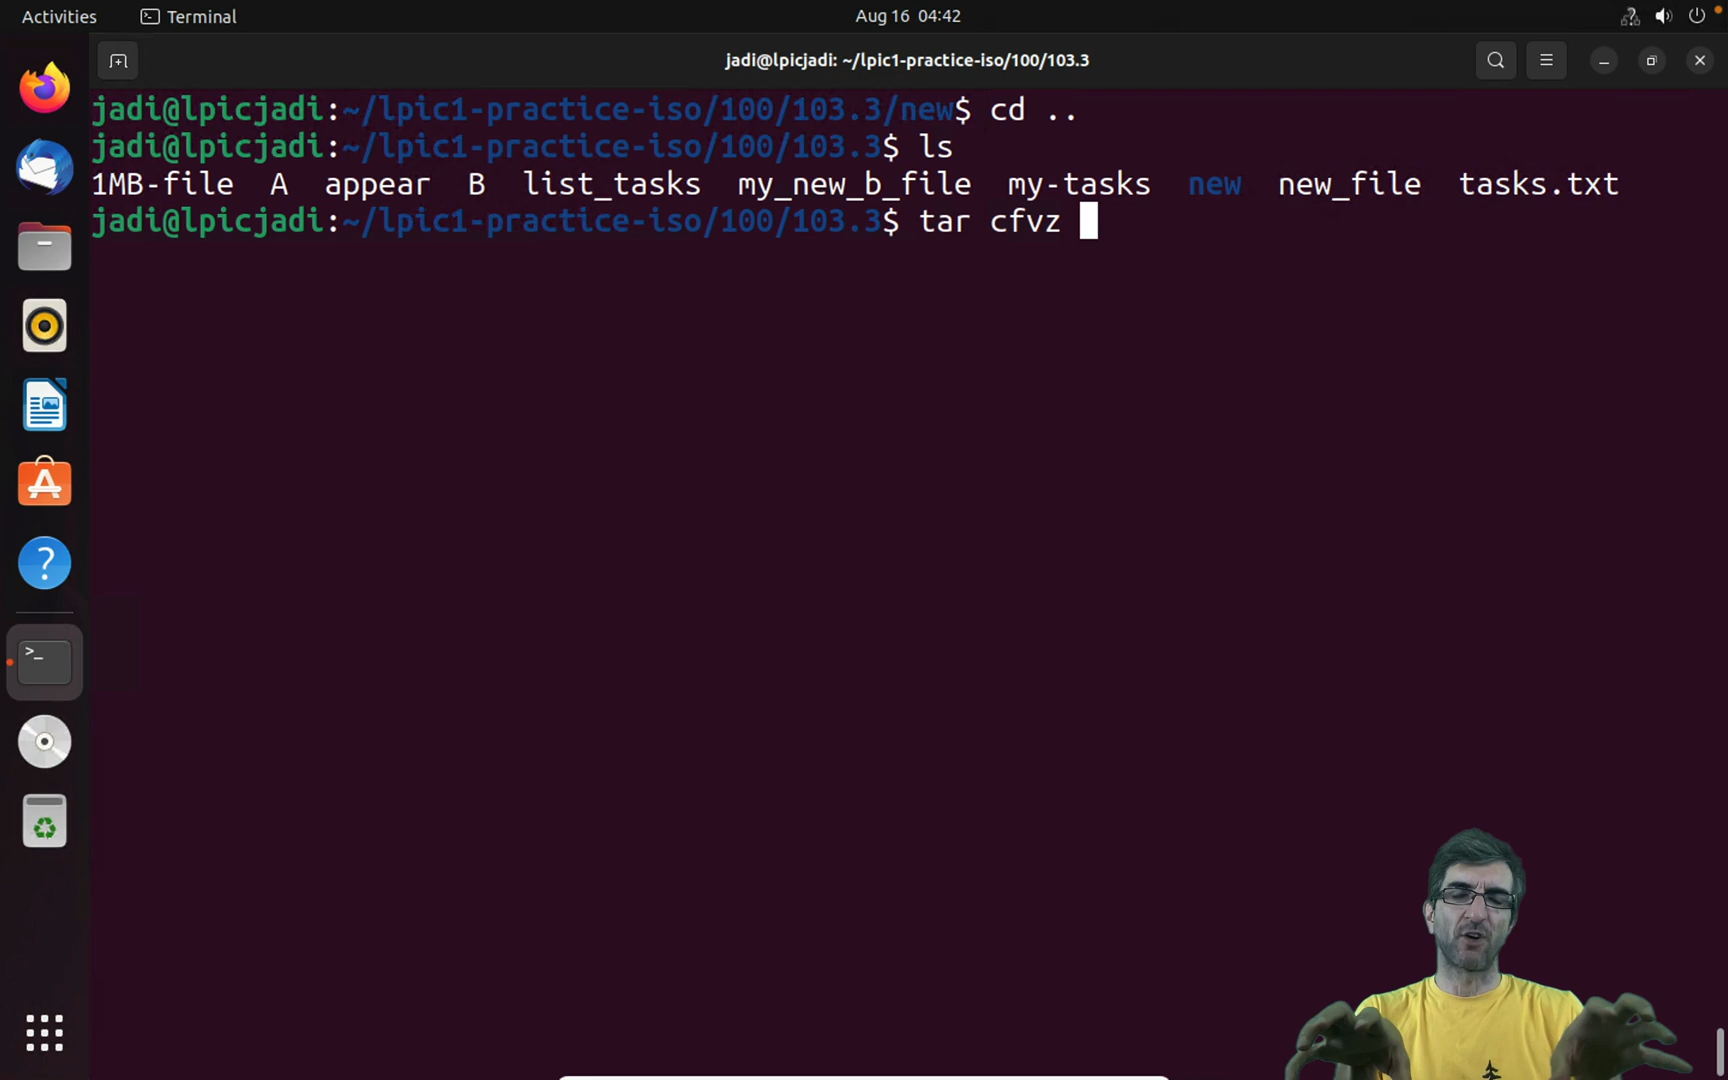 Activities Terminal Aug 16 04:42
jadi@lpicjadi: ~/lpic1-practice-iso/100/103.3
jadi@lpicjadi:~/lpic1-practice-iso/100/103.3/new$ cd ..
jadi@lpicjadi:~/lpic1-practice-iso/100/103.3$ ls
1MB-file A appear B list_tasks my_new_b_file my-tasks new new_file tasks.txt
jadi@lpicjadi:~/lpic1-practice-iso/100/103.3$ tar cfvz